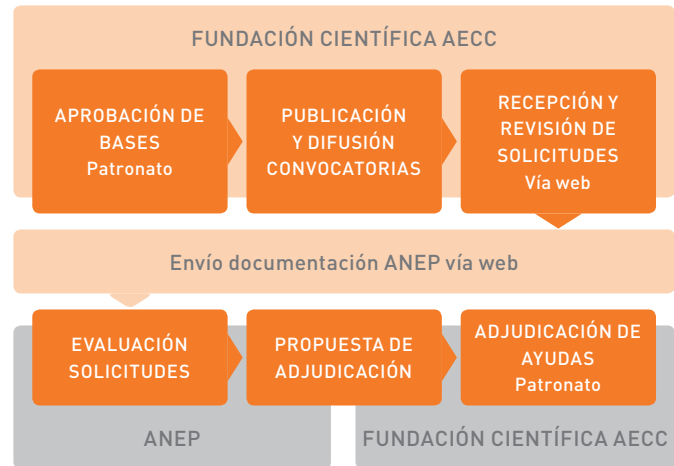 FUNDACIÓN CIENTÍFICA AECC
APROBACIÓN DE
BASES
Patronato
PUBLICACIÓN
Y DIFUSIÓN
CONVOCATORIAS
RECEPCIÓN Y
REVISIÓN DE
SOLICITUDES
Vía web
Envío documentación ANEP vía web
EVALUACIÓN
SOLICITUDES
PROPUESTA DE
ADJUDICACIÓN
ADJUDICACIÓN DE
AYUDAS
Patronato
ANEP
FUNDACIÓN CIENTÍFICA AECC